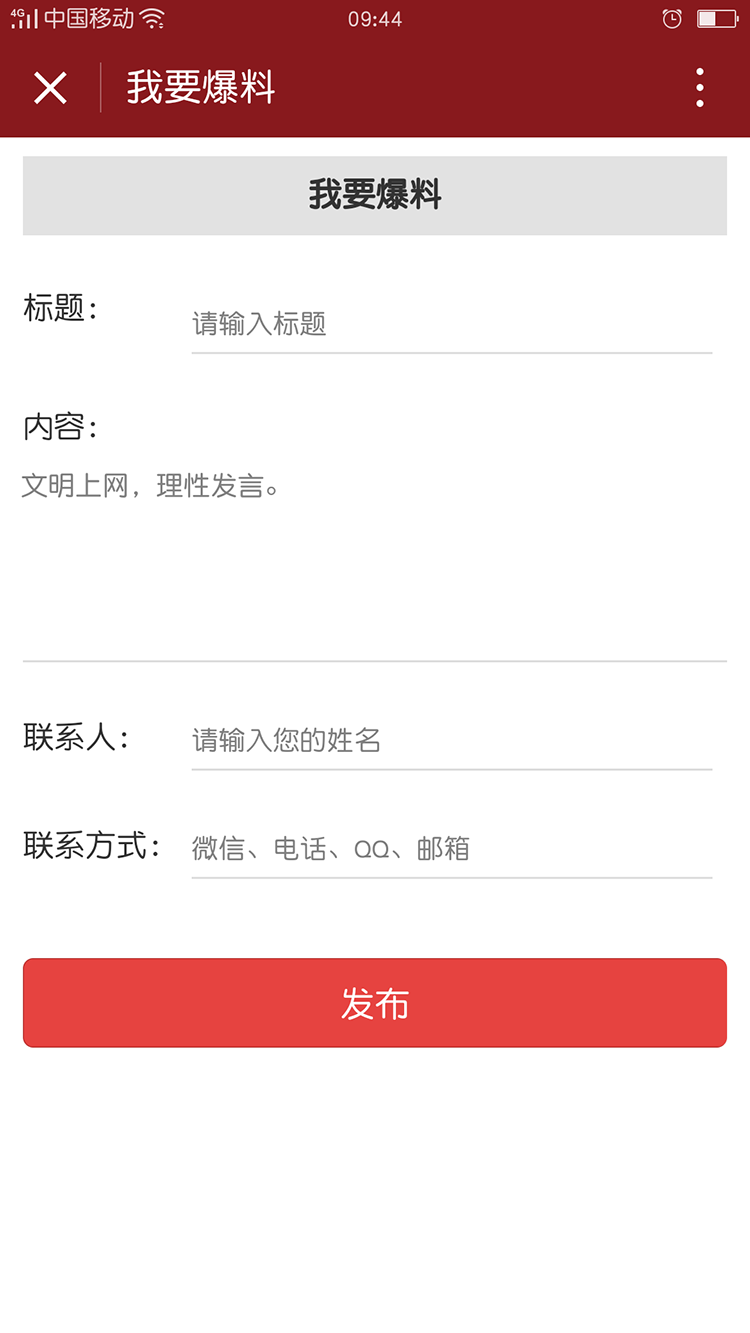 4G 中国移动 09:44
我要爆料
我要爆料
标题：
请输入标题
内容：
文明上网，理性发言。
联系人：
请输入您的姓名
联系方式：
微信、电话、QQ、邮箱
发布